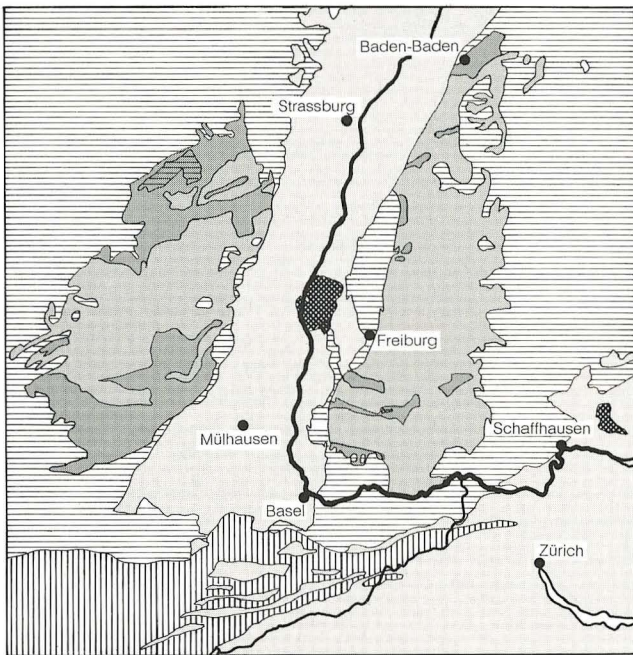 Baden-Baden
Strassburg
Freiburg
Mülhausen
Schaffhausen
Basel
Zürich